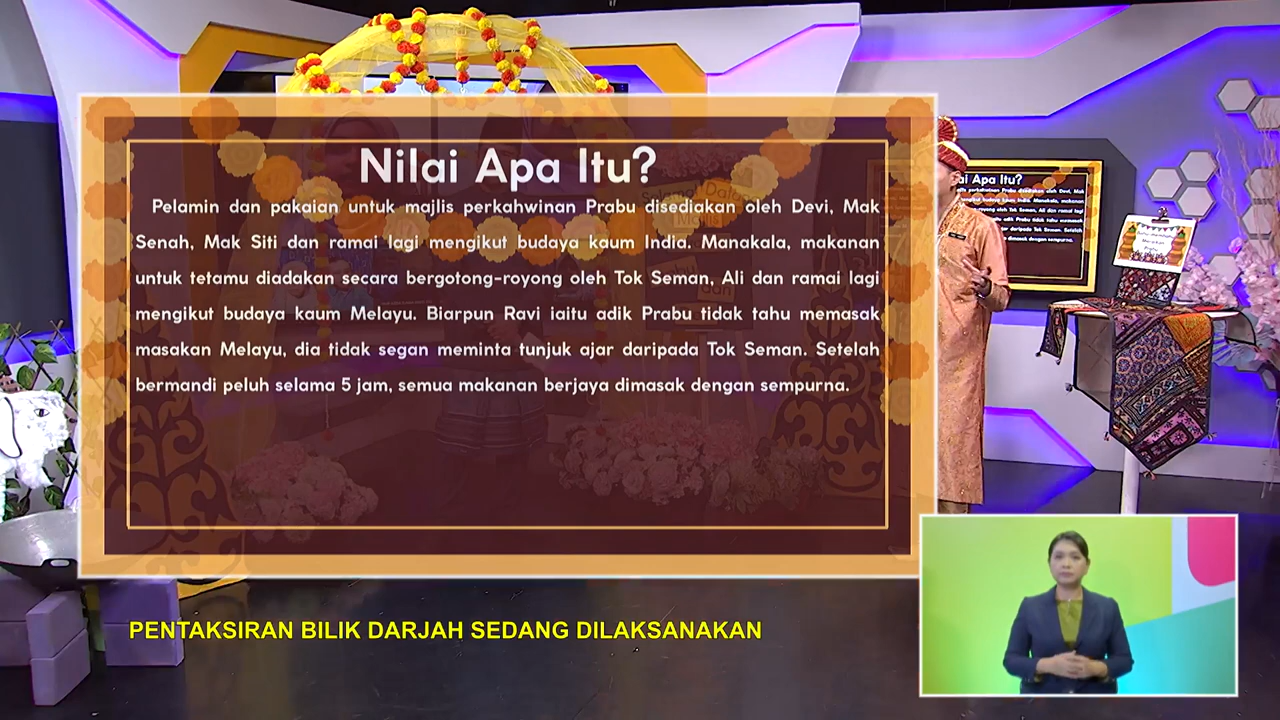 Nilai Apa Itu?
Pelamin dan pakaian untuk majlis perkahwinan Prabu disediakan oleh Devi, Mak
Senah, Mak Siti dan ramai lagi mengikut budaya kaum India. Manakala, makanan
untuk tetamu diadakan secara bergotong-royong oleh Tok Seman, Ali dan ramai lagi
mengikut budaya kaum Melayu. Biarpun Ravi iaitu adik Prabu tidak tahu memasak
masakan Melayu, dia tidak segan meminta tunjuk ajar daripada Tok Seman. Setelah
bermandi peluh selama 5 jam, semua makanan berjaya dimasak dengan sempurna.
PENTAKSIRAN BILIK DARJAH SEDANG DILAKSANAKAN